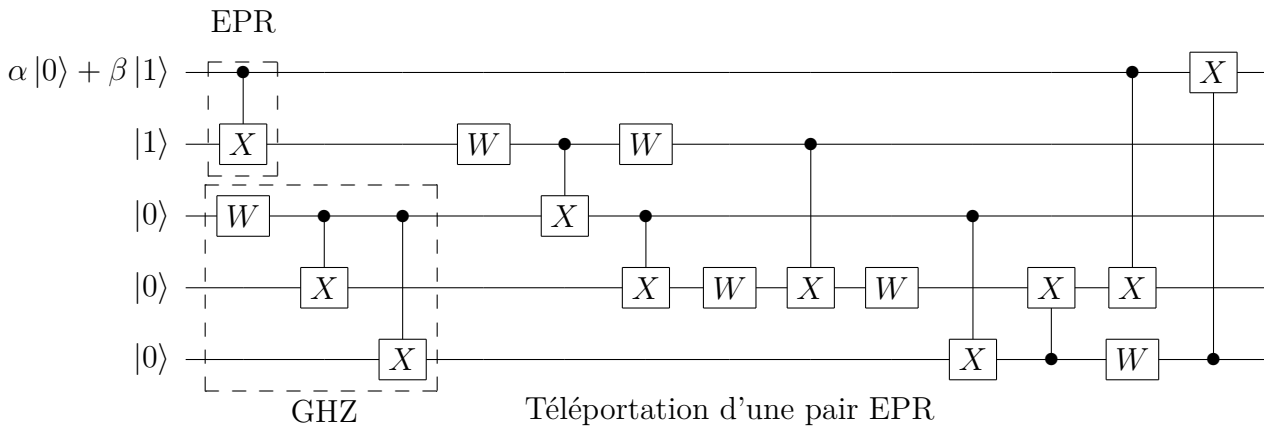 EPR
α|0⟩ + β|1⟩
X
|1⟩ X W W
|0⟩ W X
|0⟩ X X W X W X X
|0⟩ X X W
GHZ
Téléportation d'une pair EPR